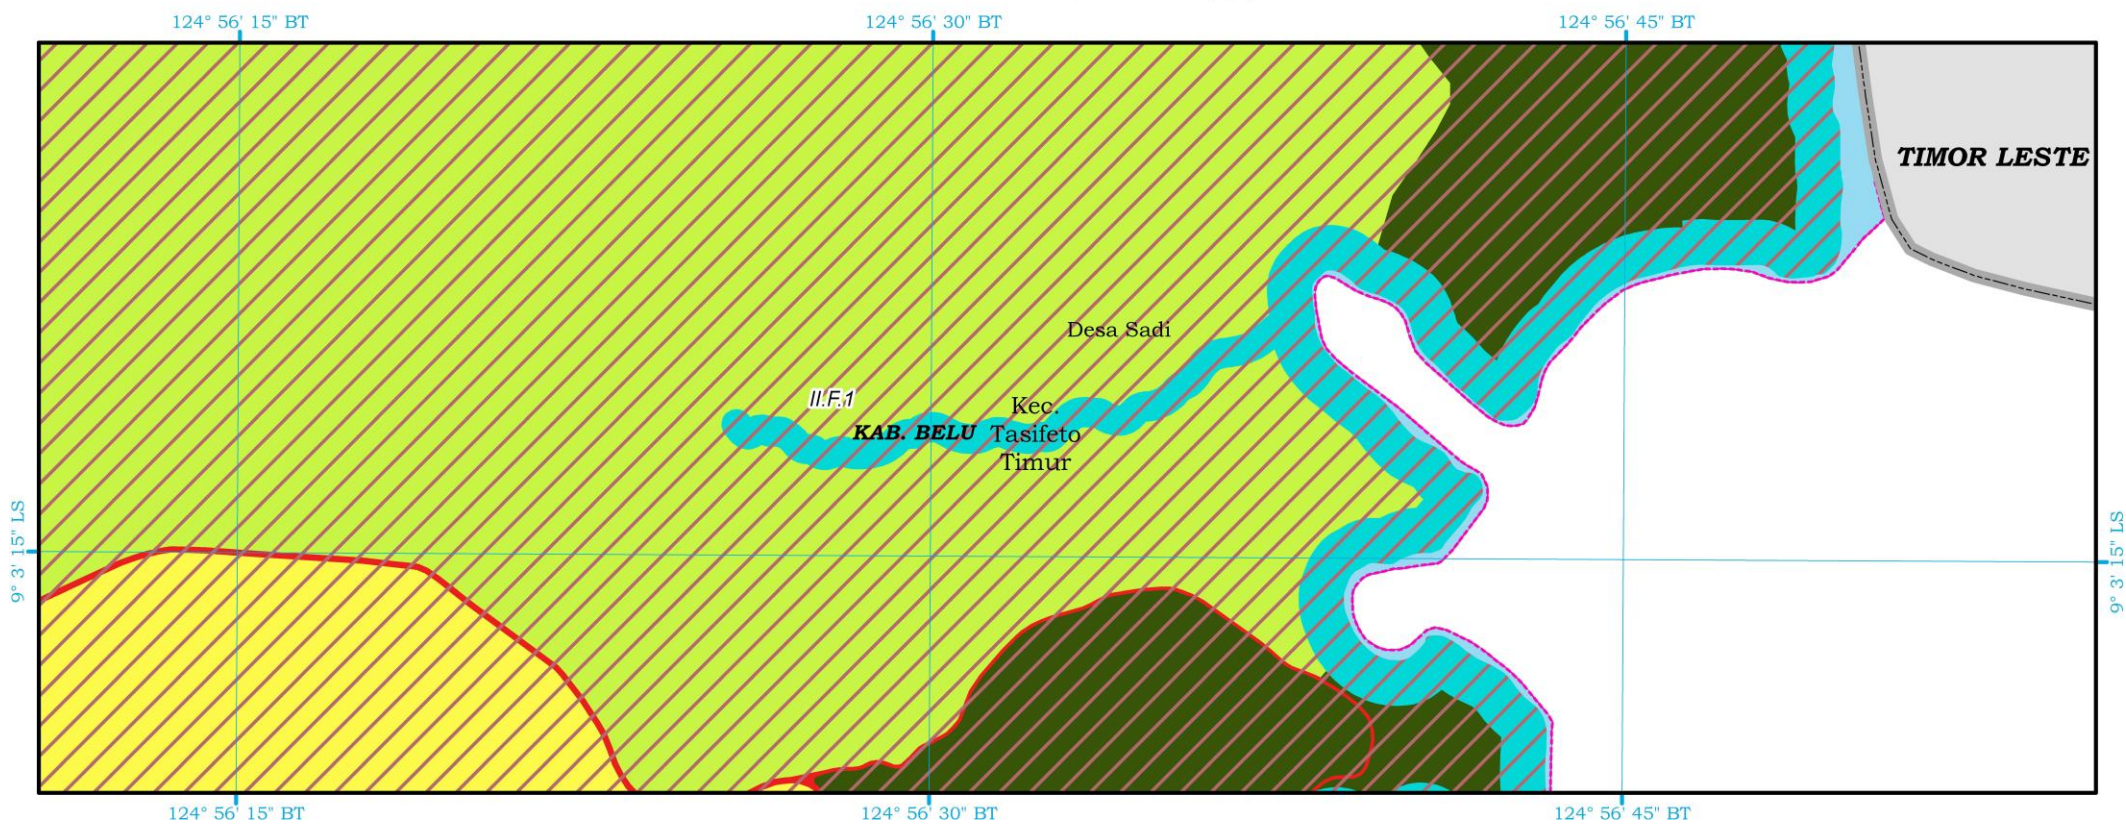 124° 56' 15" BT
124° 56' 30" BT
124° 56' 45" BT
TIMOR LESTE
Desa Sadi
II.F.1
Kec.
KAB. BELU
Tasifeto
Timur
9° 3' 15" LS
9° 3' 15" LS
124° 56' 15" BT
124° 56' 30" BT
124° 56' 45" BT